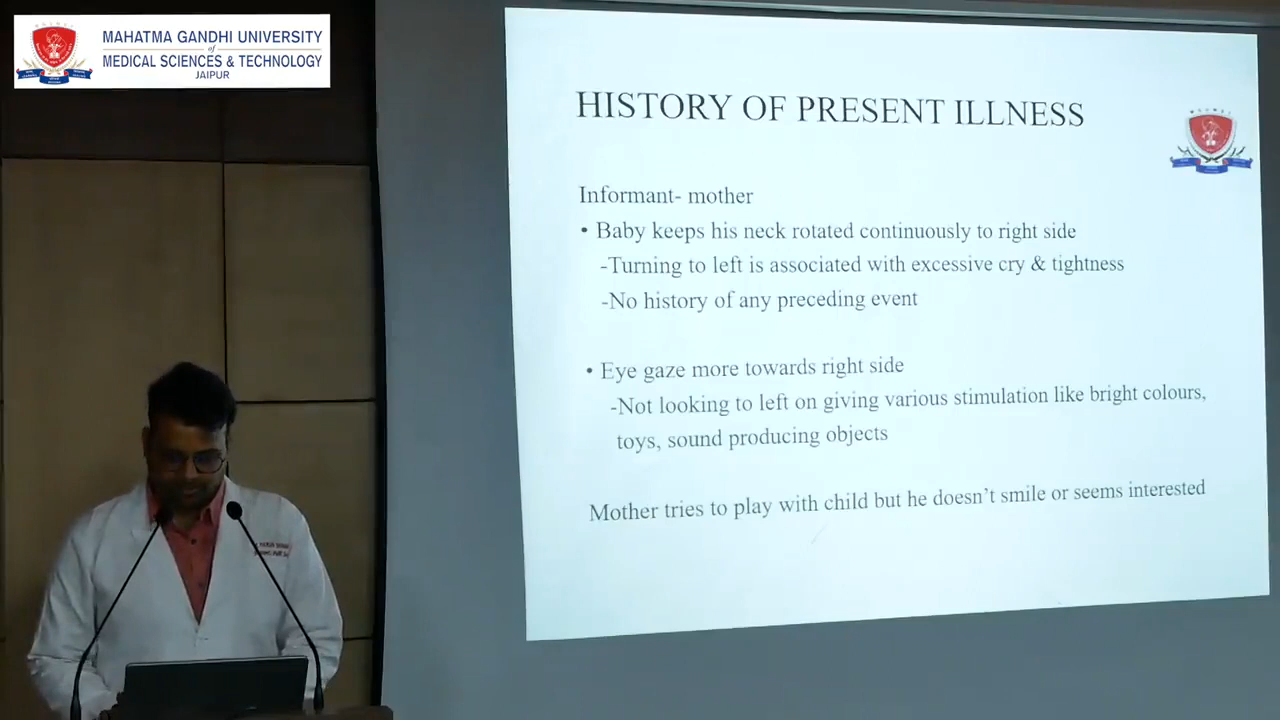 MAHATMA GANDHI UNIVERSITY
of
MEDICAL SCIENCES & TECHNOLOGY
JAIPUR
HISTORY OF PRESENT ILLNESS
Informant- mother
• Baby keeps his neck rotated continuously to right side
-Turning to left is associated with excessive cry & tightness
-No history of any preceding event
• Eye gaze more towards right side
-Not looking to left on giving various stimulation like bright colours,
toys, sound producing objects
Mother tries to play with child but he doesn't smile or seems interested